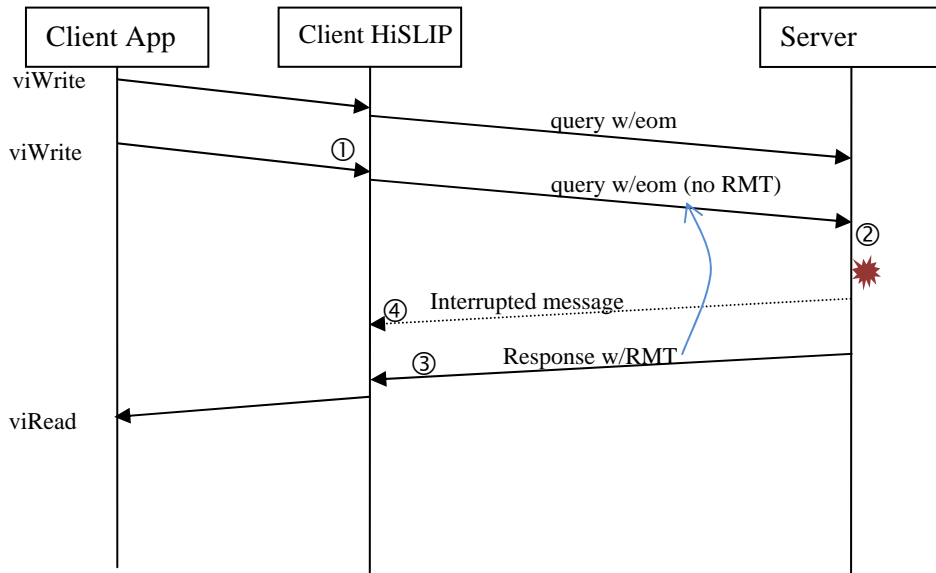 Client App
Client HiSLIP
Server
viWrite
query w/eom
viWrite
①
query w/eom (no RMT)
②
Interrupted message
④
Response w/RMT
③
viRead